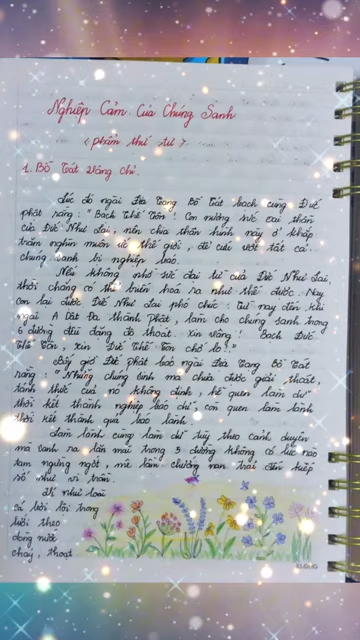 Nghiệp Cảm Của Chúng Sanh
< phẩm thứ tư >
1. Bồ Tát Vâng chỉ.
Lúc đó ngài Địa Tạng Bồ Tát bạch cùng Đức
phật rằng: "Bạch Thế Tôn! Con nương sức oai thần
của Đức Như Lai, nên chia thân hình này ở khắp
trăm nghìn muôn ức thế giới, để cứu vớt tất cả
chúng sanh bị nghiệp báo.
Nếu không nhờ sức đại từ của Đức Như Lai,
thời chẳng có thể biến hoá ra như thế được. Nay
con lại được Đức Như Lai phó chúc: Từ nay đến khi
ngài A Dật Đa thành Phật, làm cho chúng sanh trong
6 đường đều đặng độ thoát. Xin vâng! Bạch Đức
Thế Tôn, xin Đức Thế Tôn chớ lo!"
Bấy giờ Đức phật bảo ngài Địa Tạng Bồ Tát
rằng: "Những chúng sinh mà chưa được giải thoát,
tánh thức của nó không định, hễ quen làm dữ
thời kết thành nghiệp báo dữ, còn quen làm lành
thời kết thành quả báo lành.
Làm lành cùng làm dữ tùy theo cảnh duyên
mà sanh ra lăn mãi trong 5 đường không có lúc nào
tạm ngừng ngớt, mê lầm chướng nạn trải đến kiếp
số như vi trần.
Ví như loài
cá bơi lội trong
lưới theo
dòng nước
chảy, thoạt
KLONG